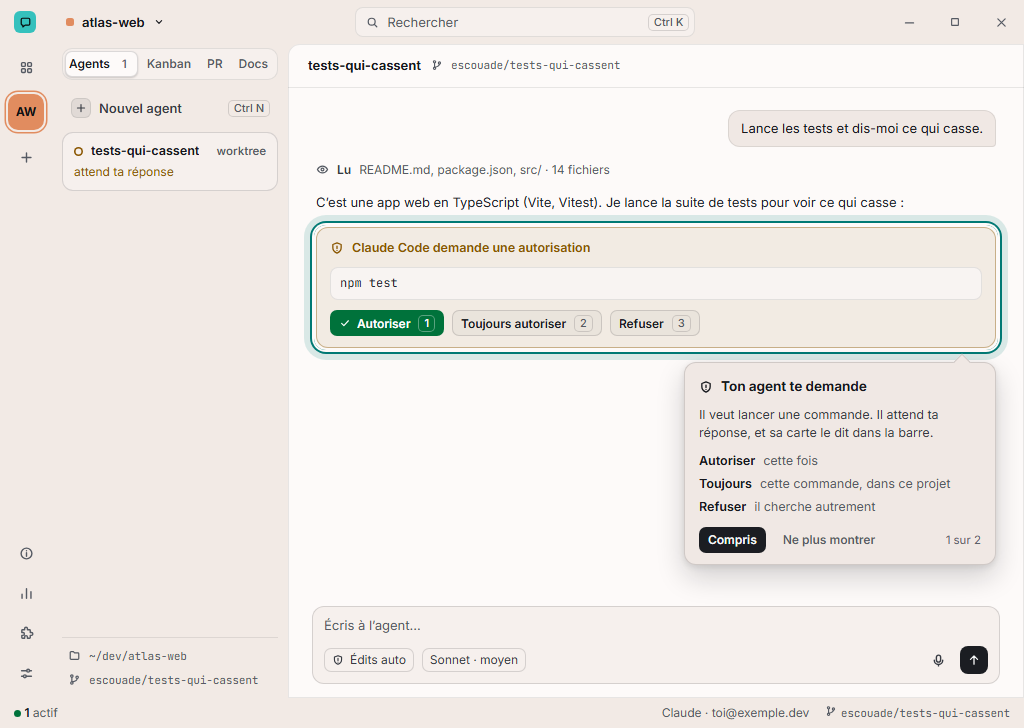 atlas-web
Rechercher
Ctrl K
AW
Agents 1
Kanban
PR
Docs
Nouvel agent
Ctrl N
tests-qui-cassent
worktree
attend ta réponse
~/dev/atlas-web
escouade/tests-qui-cassent
1 actif
tests-qui-cassent
escouade/tests-qui-cassent
Lance les tests et dis-moi ce qui casse.
Lu README.md, package.json, src/ · 14 fichiers
C'est une app web en TypeScript (Vite, Vitest). Je lance la suite de tests pour voir ce qui casse :
Claude Code demande une autorisation
npm test
Autoriser 1
Toujours autoriser 2
Refuser 3
Ton agent te demande
Il veut lancer une commande. Il attend ta
réponse, et sa carte le dit dans la barre.
Autoriser cette fois
Toujours cette commande, dans ce projet
Refuser il cherche autrement
Compris
Ne plus montrer
1 sur 2
Écris à l'agent...
Édits auto
Sonnet · moyen
Claude · toi@exemple.dev
escouade/tests-qui-cassent